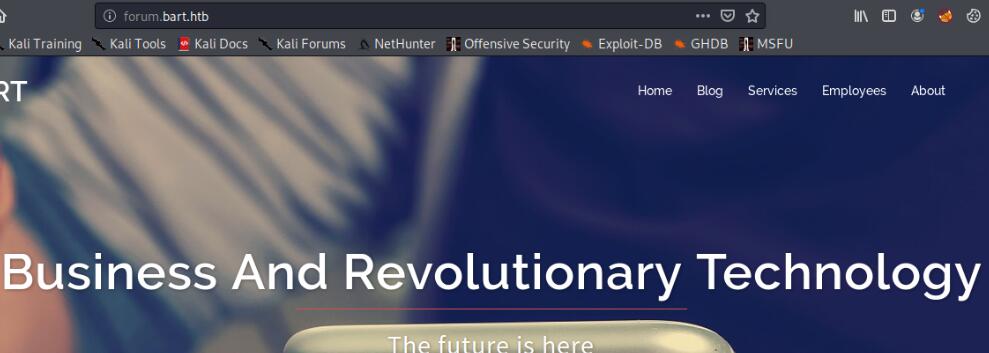 forum.bart.htb
Kali Training Kali Tools Kali Docs Kali Forums NetHunter Offensive Security Exploit-DB GHDB MSFU
RT Home Blog Services Employees About
Business And Revolutionary Technology
The future is here